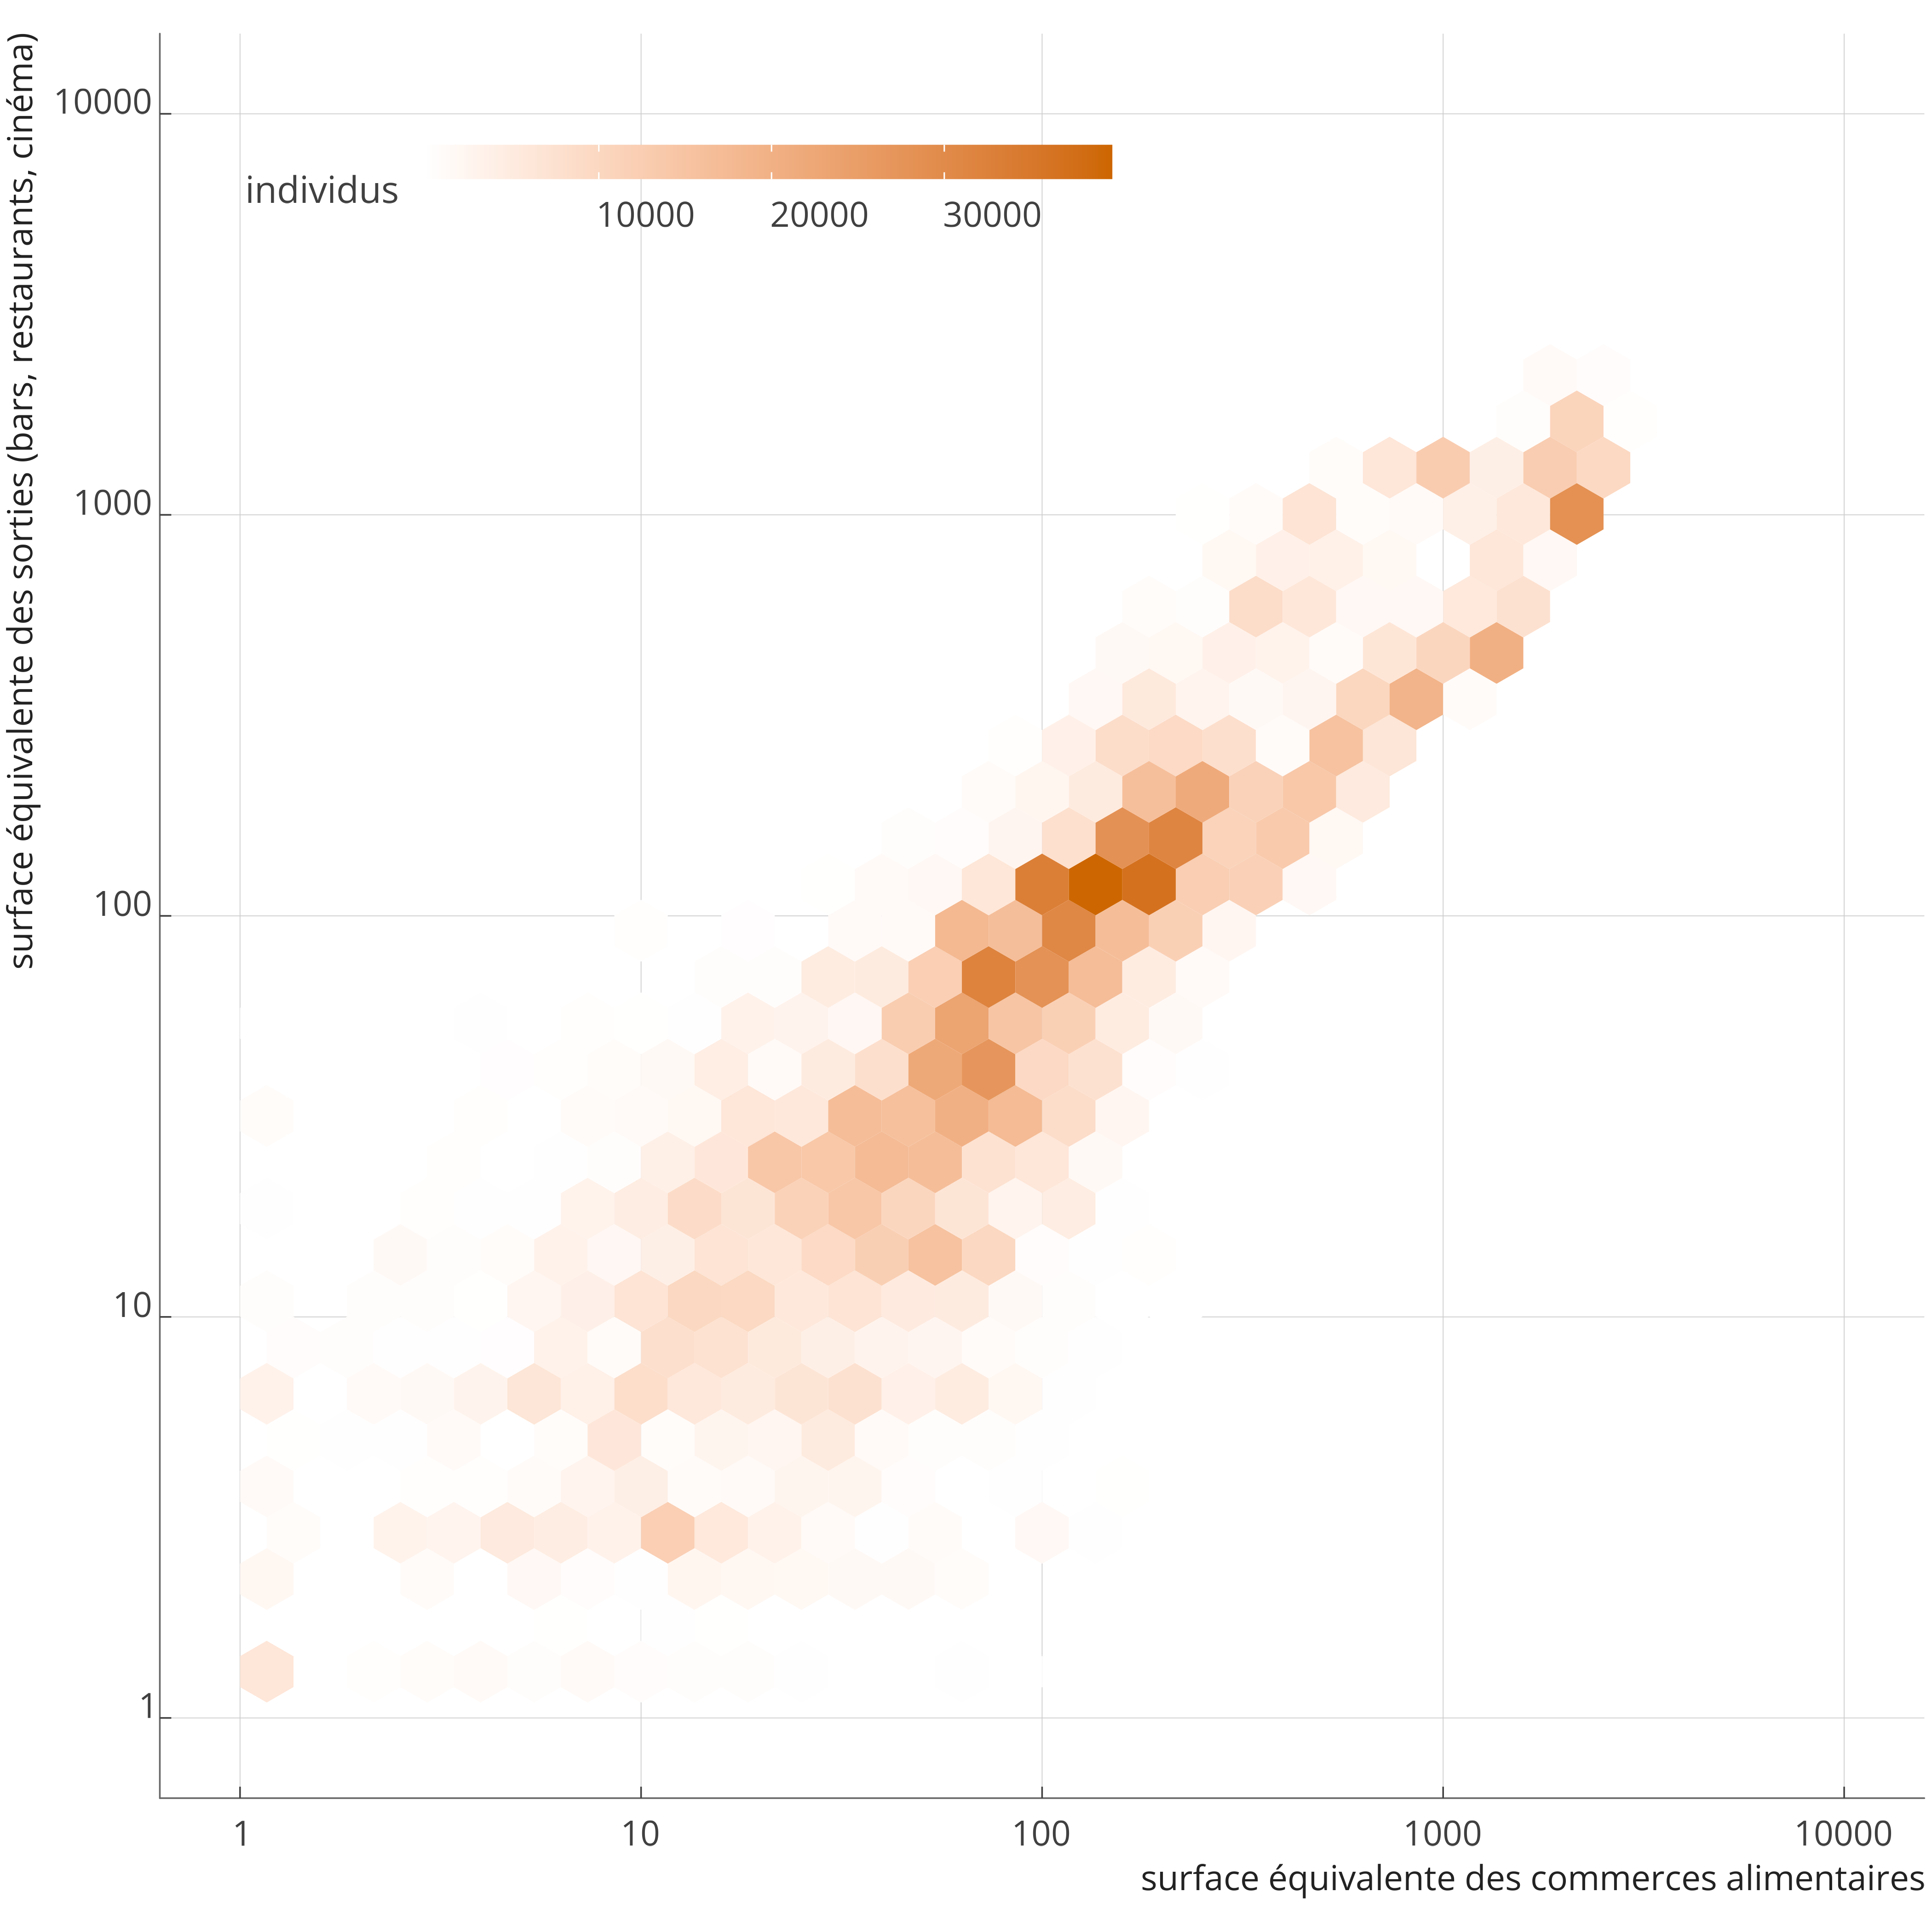 surface équivalente des sorties (bars, restaurants, cinéma)
10000
1000
100
10
1
individus
10000 20000 30000
1 10 100 1000 10000
surface équivalente des commerces alimentaires